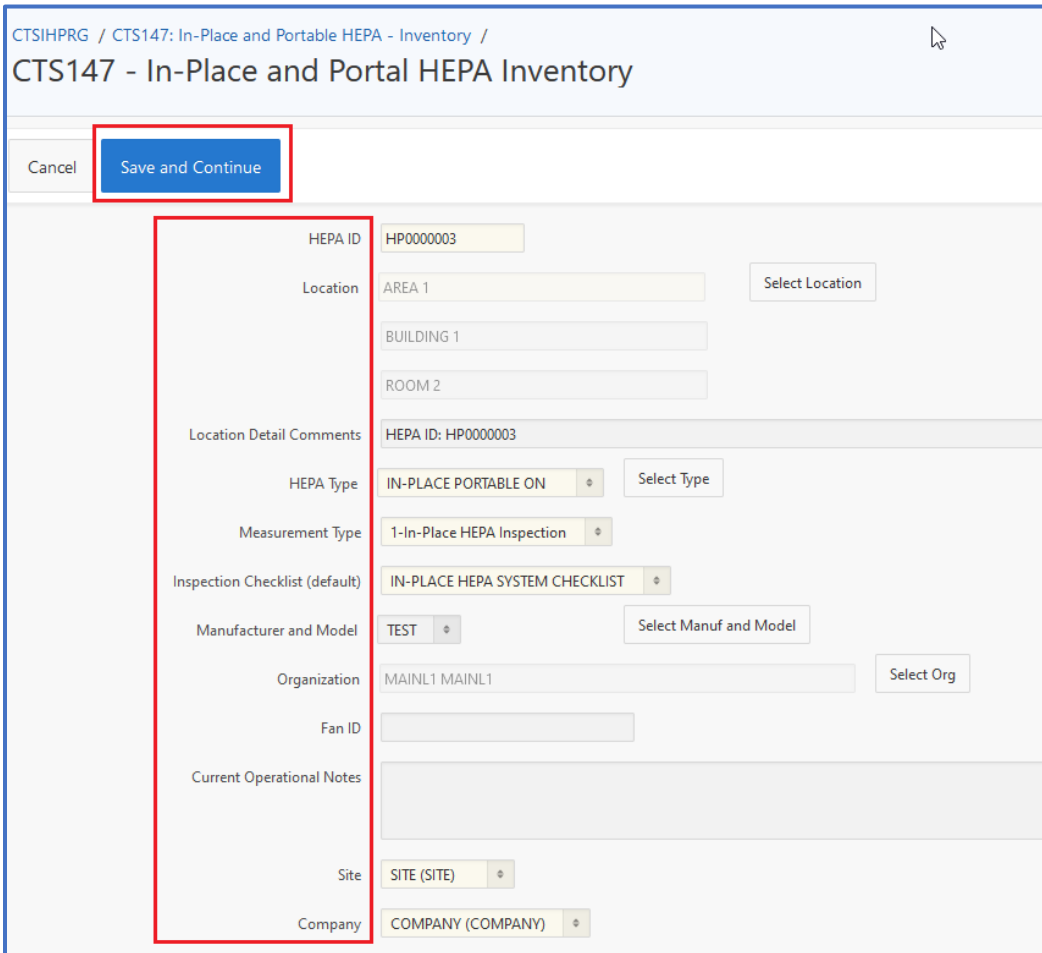 CTSIHPRG / CTS147: In-Place and Portable HEPA - Inventory /
CTS147 - In-Place and Portal HEPA Inventory
Cancel Save and Continue
HEPA ID HP0000003
Location AREA 1 Select Location
BUILDING 1
ROOM 2
Location Detail Comments HEPA ID: HP0000003
HEPA Type IN-PLACE PORTABLE ON Select Type
Measurement Type 1-In-Place HEPA Inspection
Inspection Checklist (default) IN-PLACE HEPA SYSTEM CHECKLIST
Manufacturer and Model TEST Select Manuf and Model
Organization MAINL1 MAINL1 Select Org
Fan ID
Current Operational Notes
Site SITE (SITE)
Company COMPANY (COMPANY)